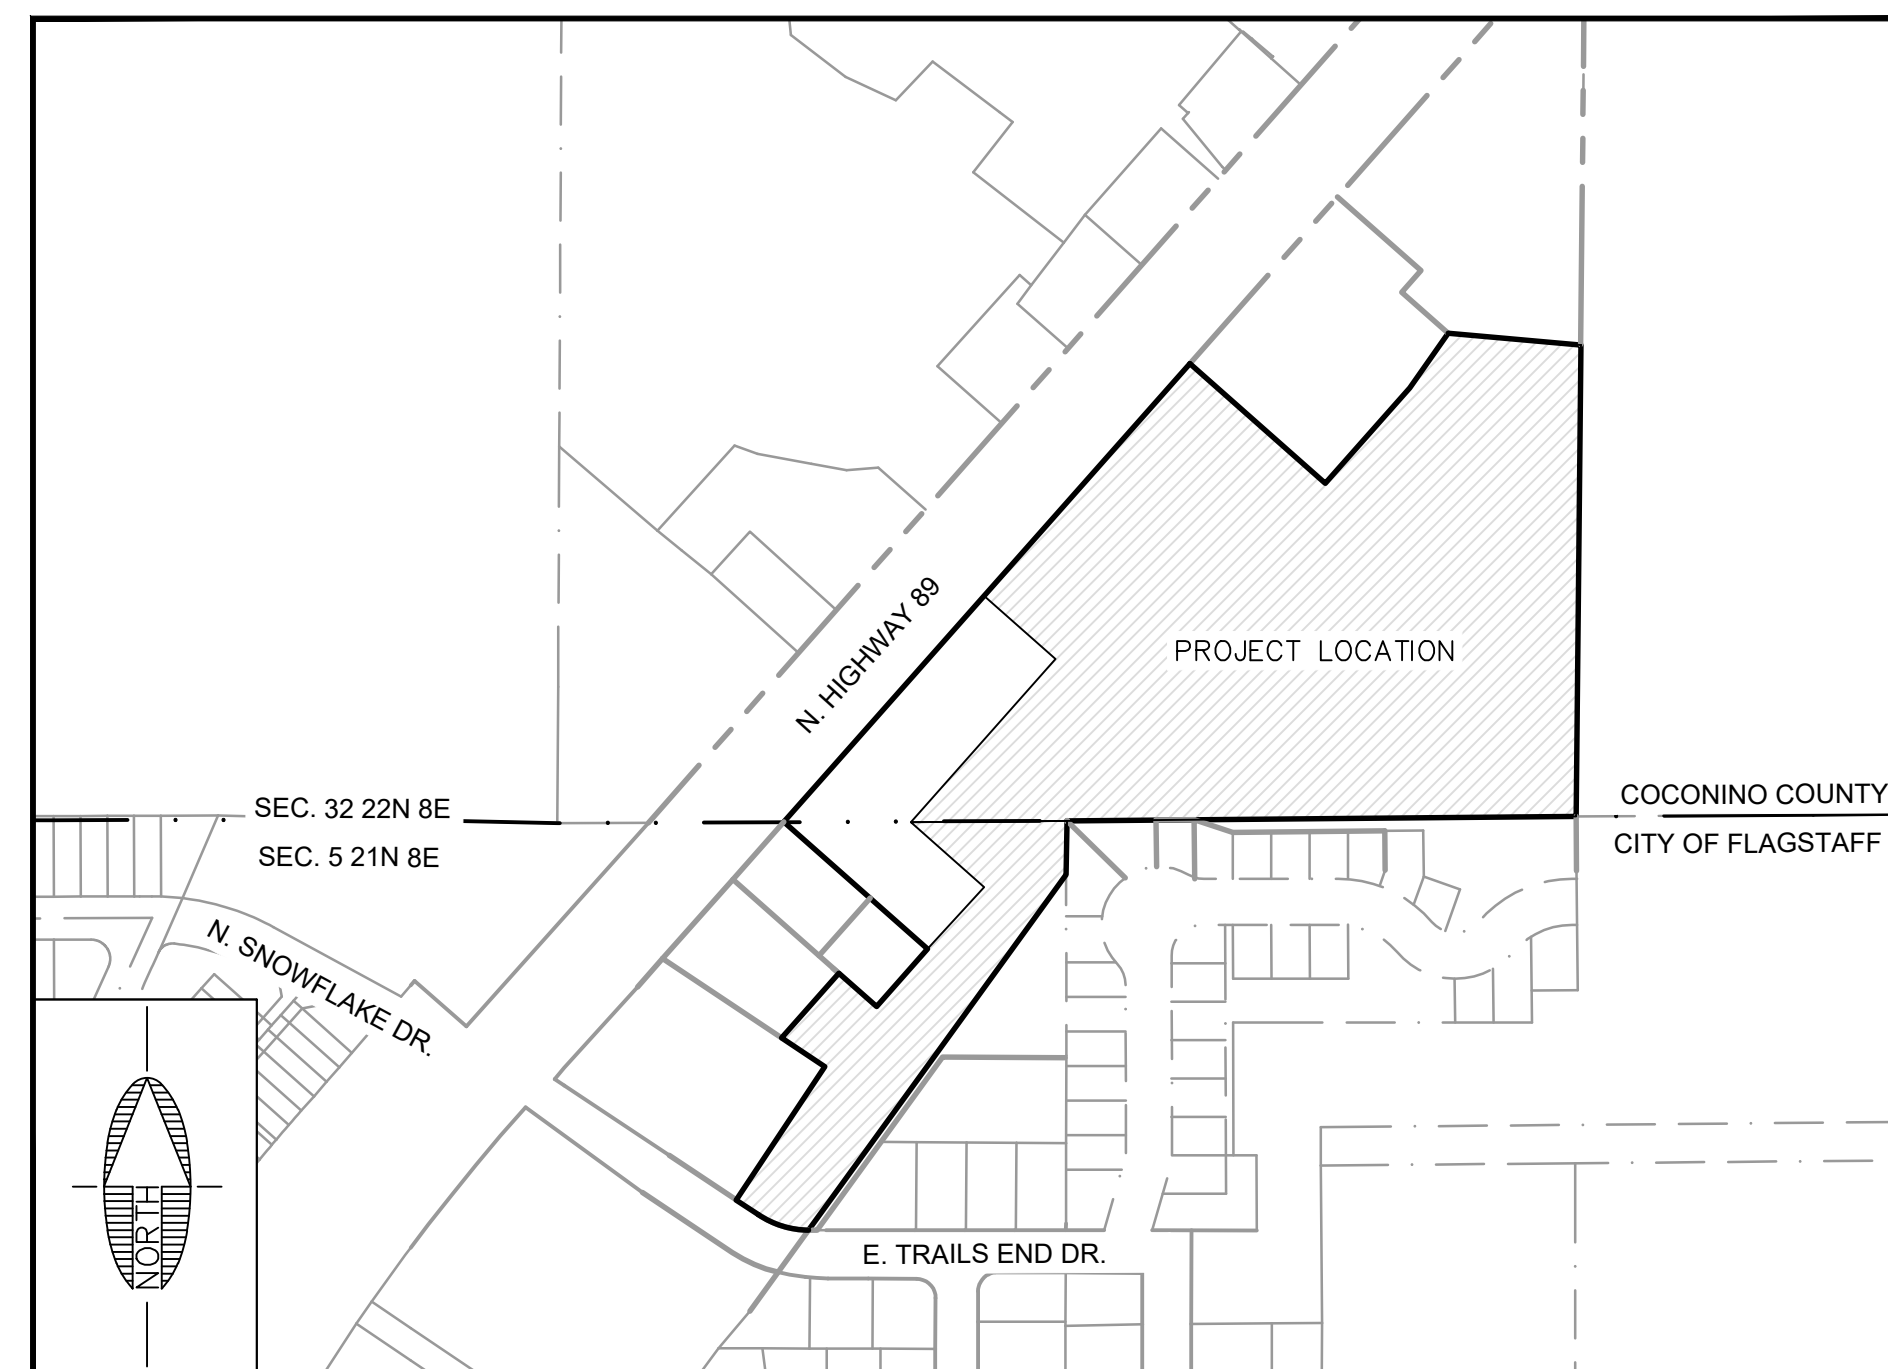 N. HIGHWAY 89
PROJECT LOCATION
SEC. 32 22N 8E
SEC. 5 21N 8E
COCONINO COUNTY
CITY OF FLAGSTAFF
N. SNOWFLAKE DR.
NORTH
E. TRAILS END DR.